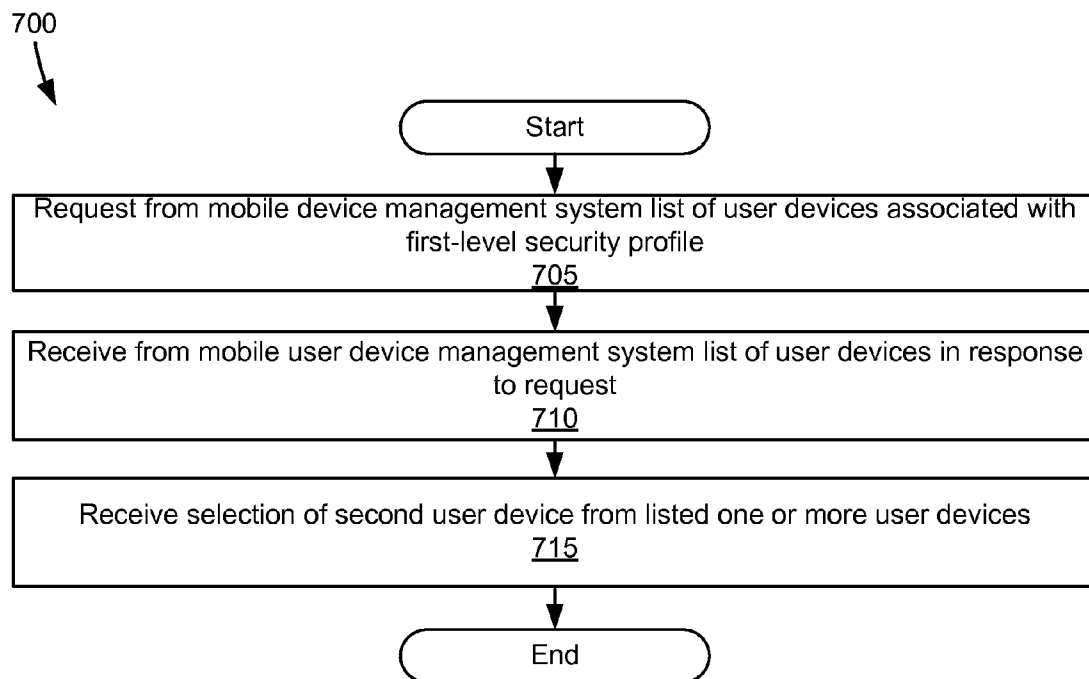 700
Start
Request from mobile device management system list of user devices associated with
first-level security profile
705
Receive from mobile user device management system list of user devices in response
to request
710
Receive selection of second user device from listed one or more user devices
715
End